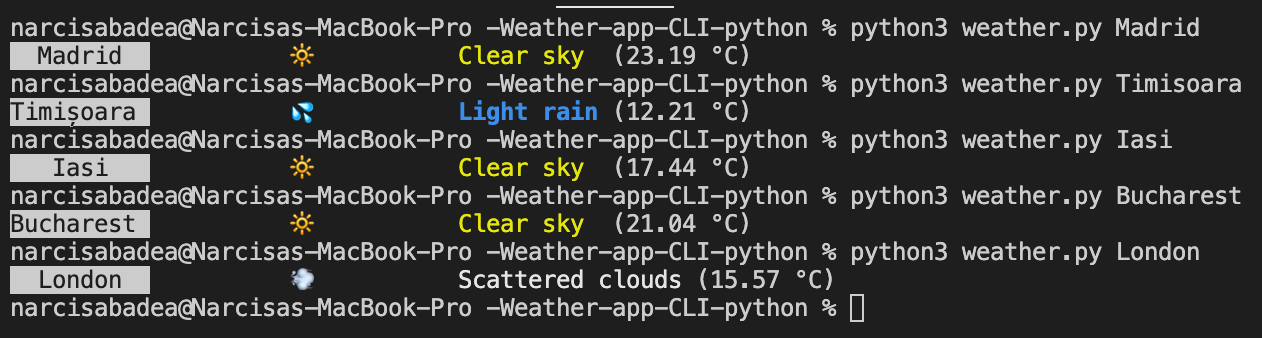 narcisabadea@Narcisas-MacBook-Pro -Weather-app-CLI-python % python3 weather.py Madrid
Madrid 🔆 Clear sky (23.19 °C)
narcisabadea@Narcisas-MacBook-Pro -Weather-app-CLI-python % python3 weather.py Timisoara
Timișoara 💦 Light rain (12.21 °C)
narcisabadea@Narcisas-MacBook-Pro -Weather-app-CLI-python % python3 weather.py Iasi
Iasi 🔆 Clear sky (17.44 °C)
narcisabadea@Narcisas-MacBook-Pro -Weather-app-CLI-python % python3 weather.py Bucharest
Bucharest 🔆 Clear sky (21.04 °C)
narcisabadea@Narcisas-MacBook-Pro -Weather-app-CLI-python % python3 weather.py London
London 💨 Scattered clouds (15.57 °C)
narcisabadea@Narcisas-MacBook-Pro -Weather-app-CLI-python %